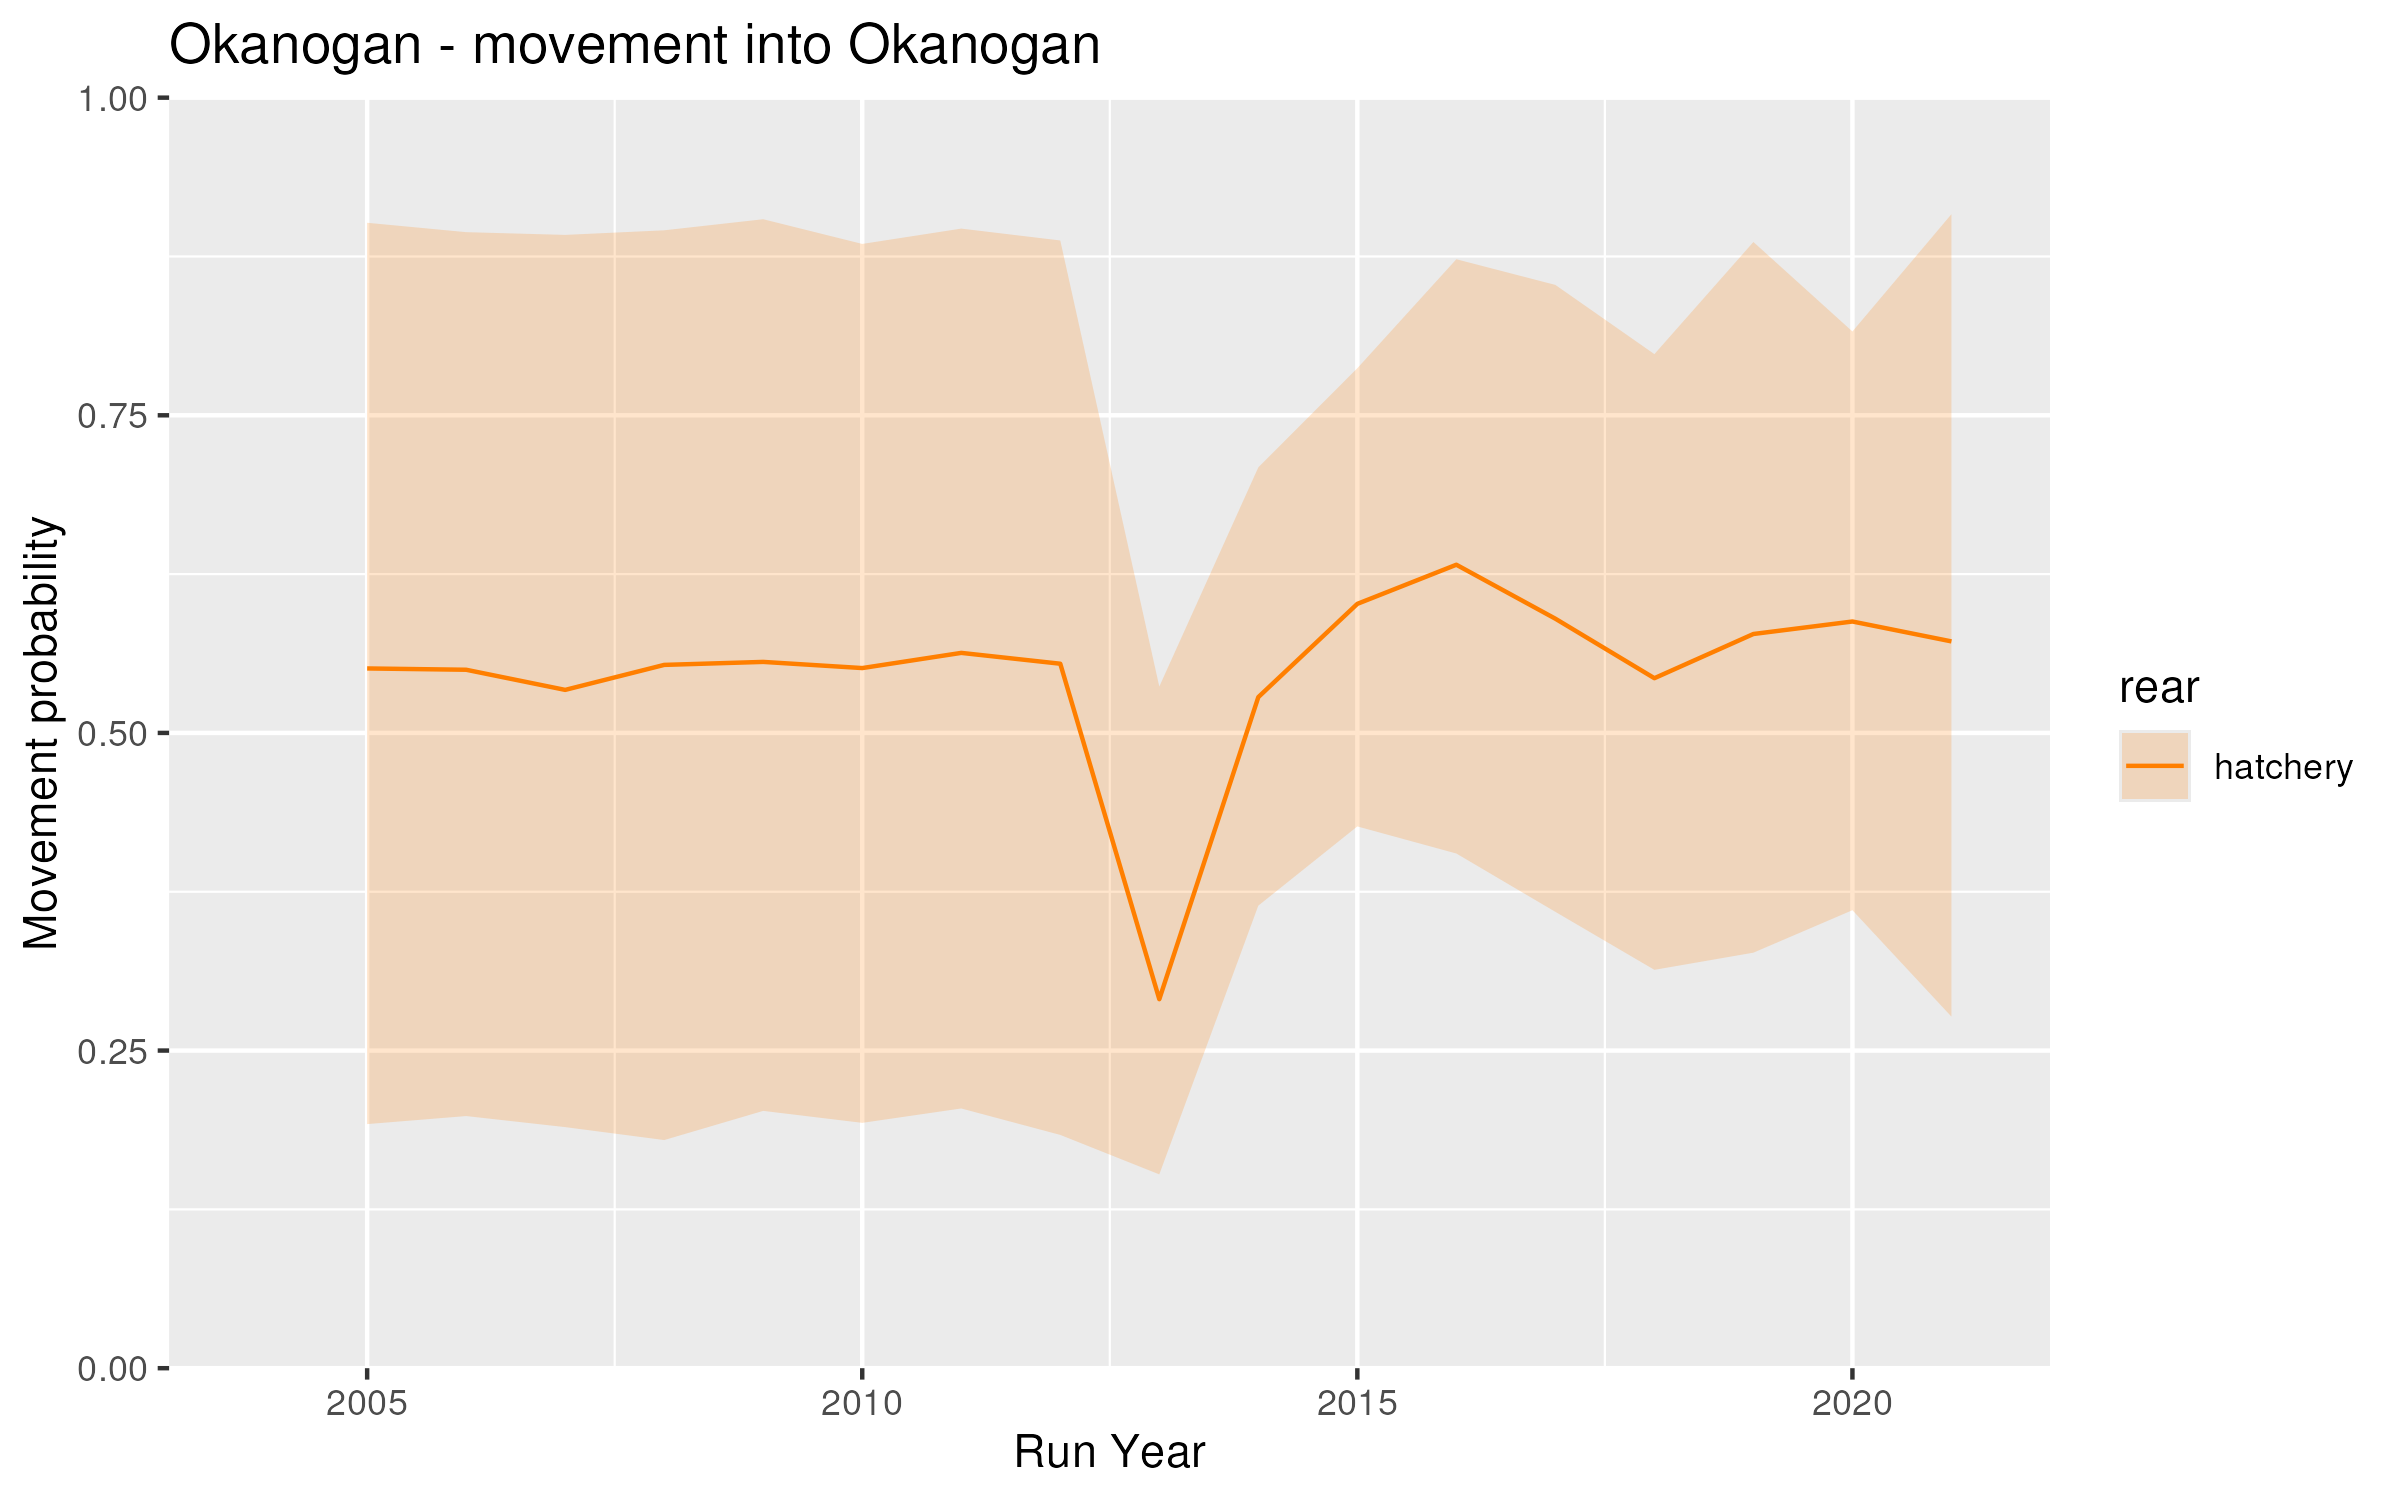 Okanogan - movement into Okanogan
1.00
0.75
0.50
0.25
0.00
Movement probability
2005
2010
2015
2020
Run Year
rear
hatchery